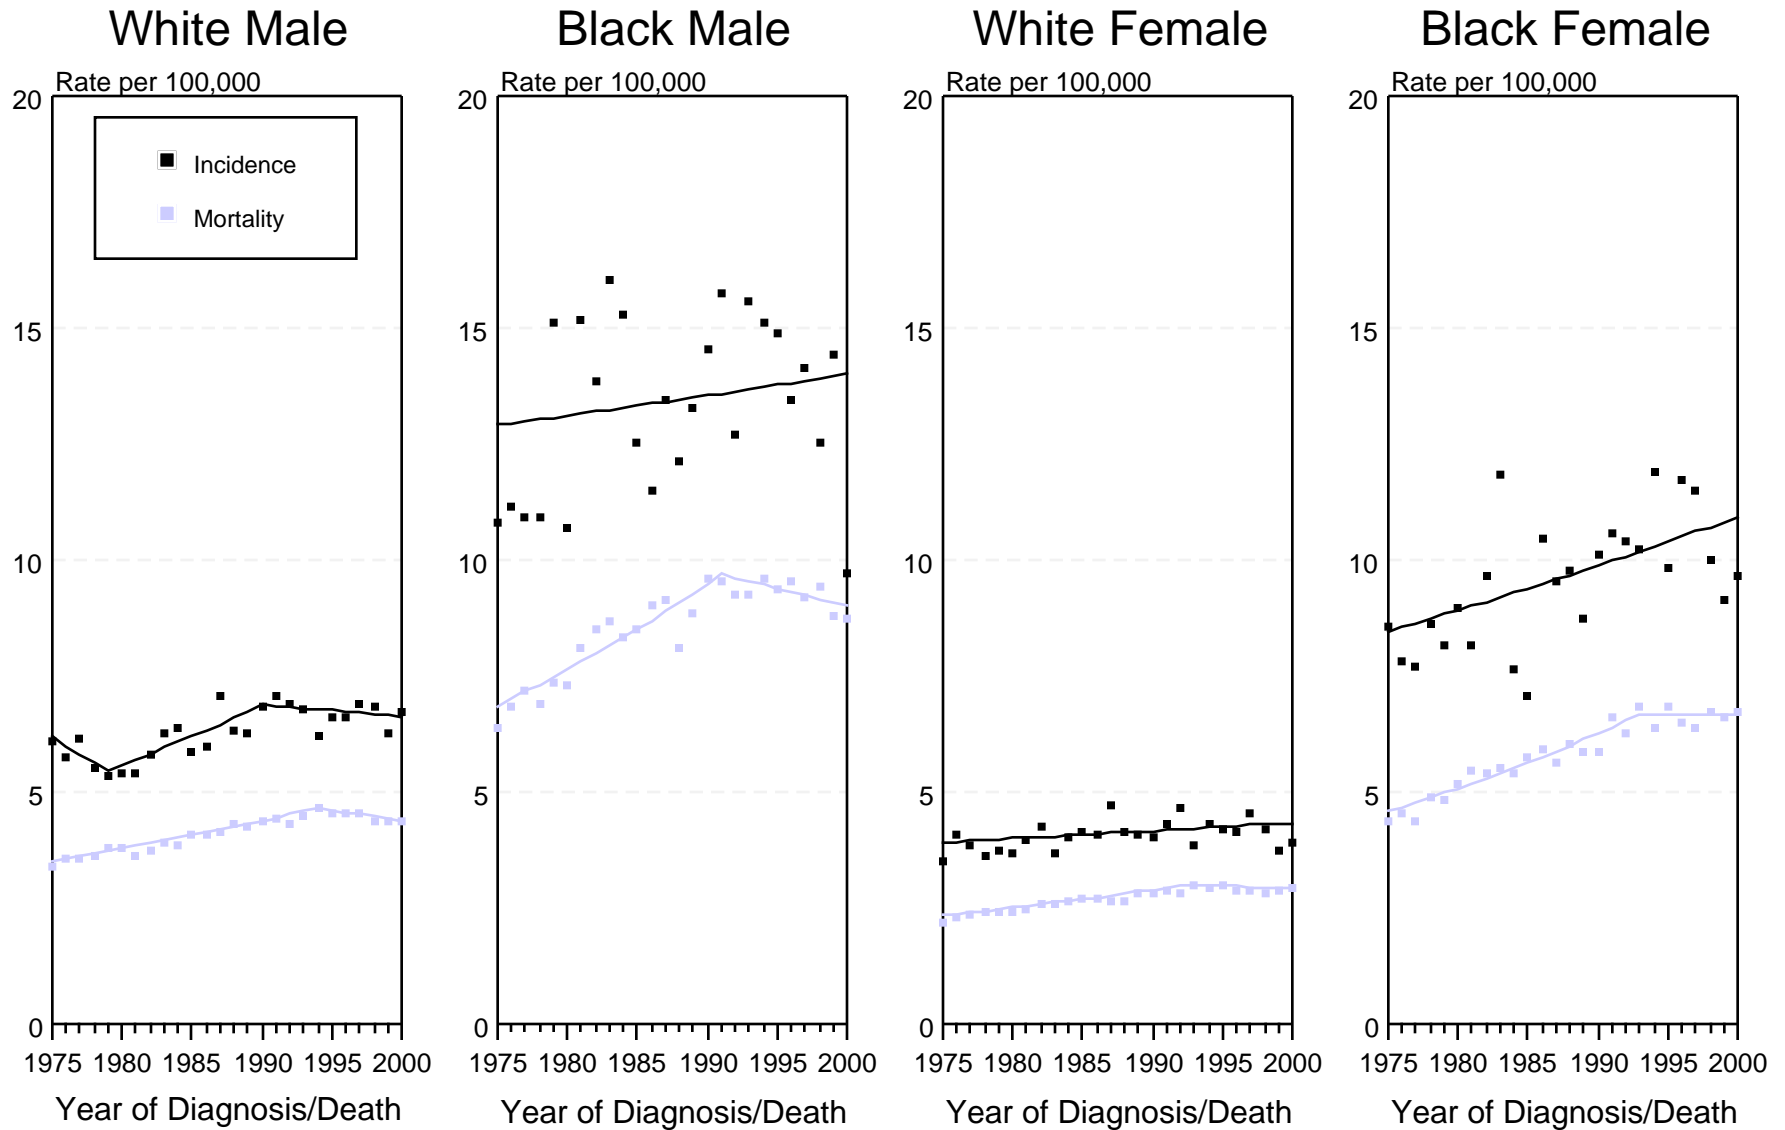 White Male
Black Male
White Female
Black Female
Rate per 100,000
Rate per 100,000
Rate per 100,000
Rate per 100,000
20
20
20
20
Incidence
Mortality
15
15
15
15
10
10
10
10
5
5
5
5
0
0
0
0
1975 1980 1985 1990 1995 2000
1975 1980 1985 1990 1995 2000
1975 1980 1985 1990 1995 2000
1975 1980 1985 1990 1995 2000
Year of Diagnosis/Death
Year of Diagnosis/Death
Year of Diagnosis/Death
Year of Diagnosis/Death